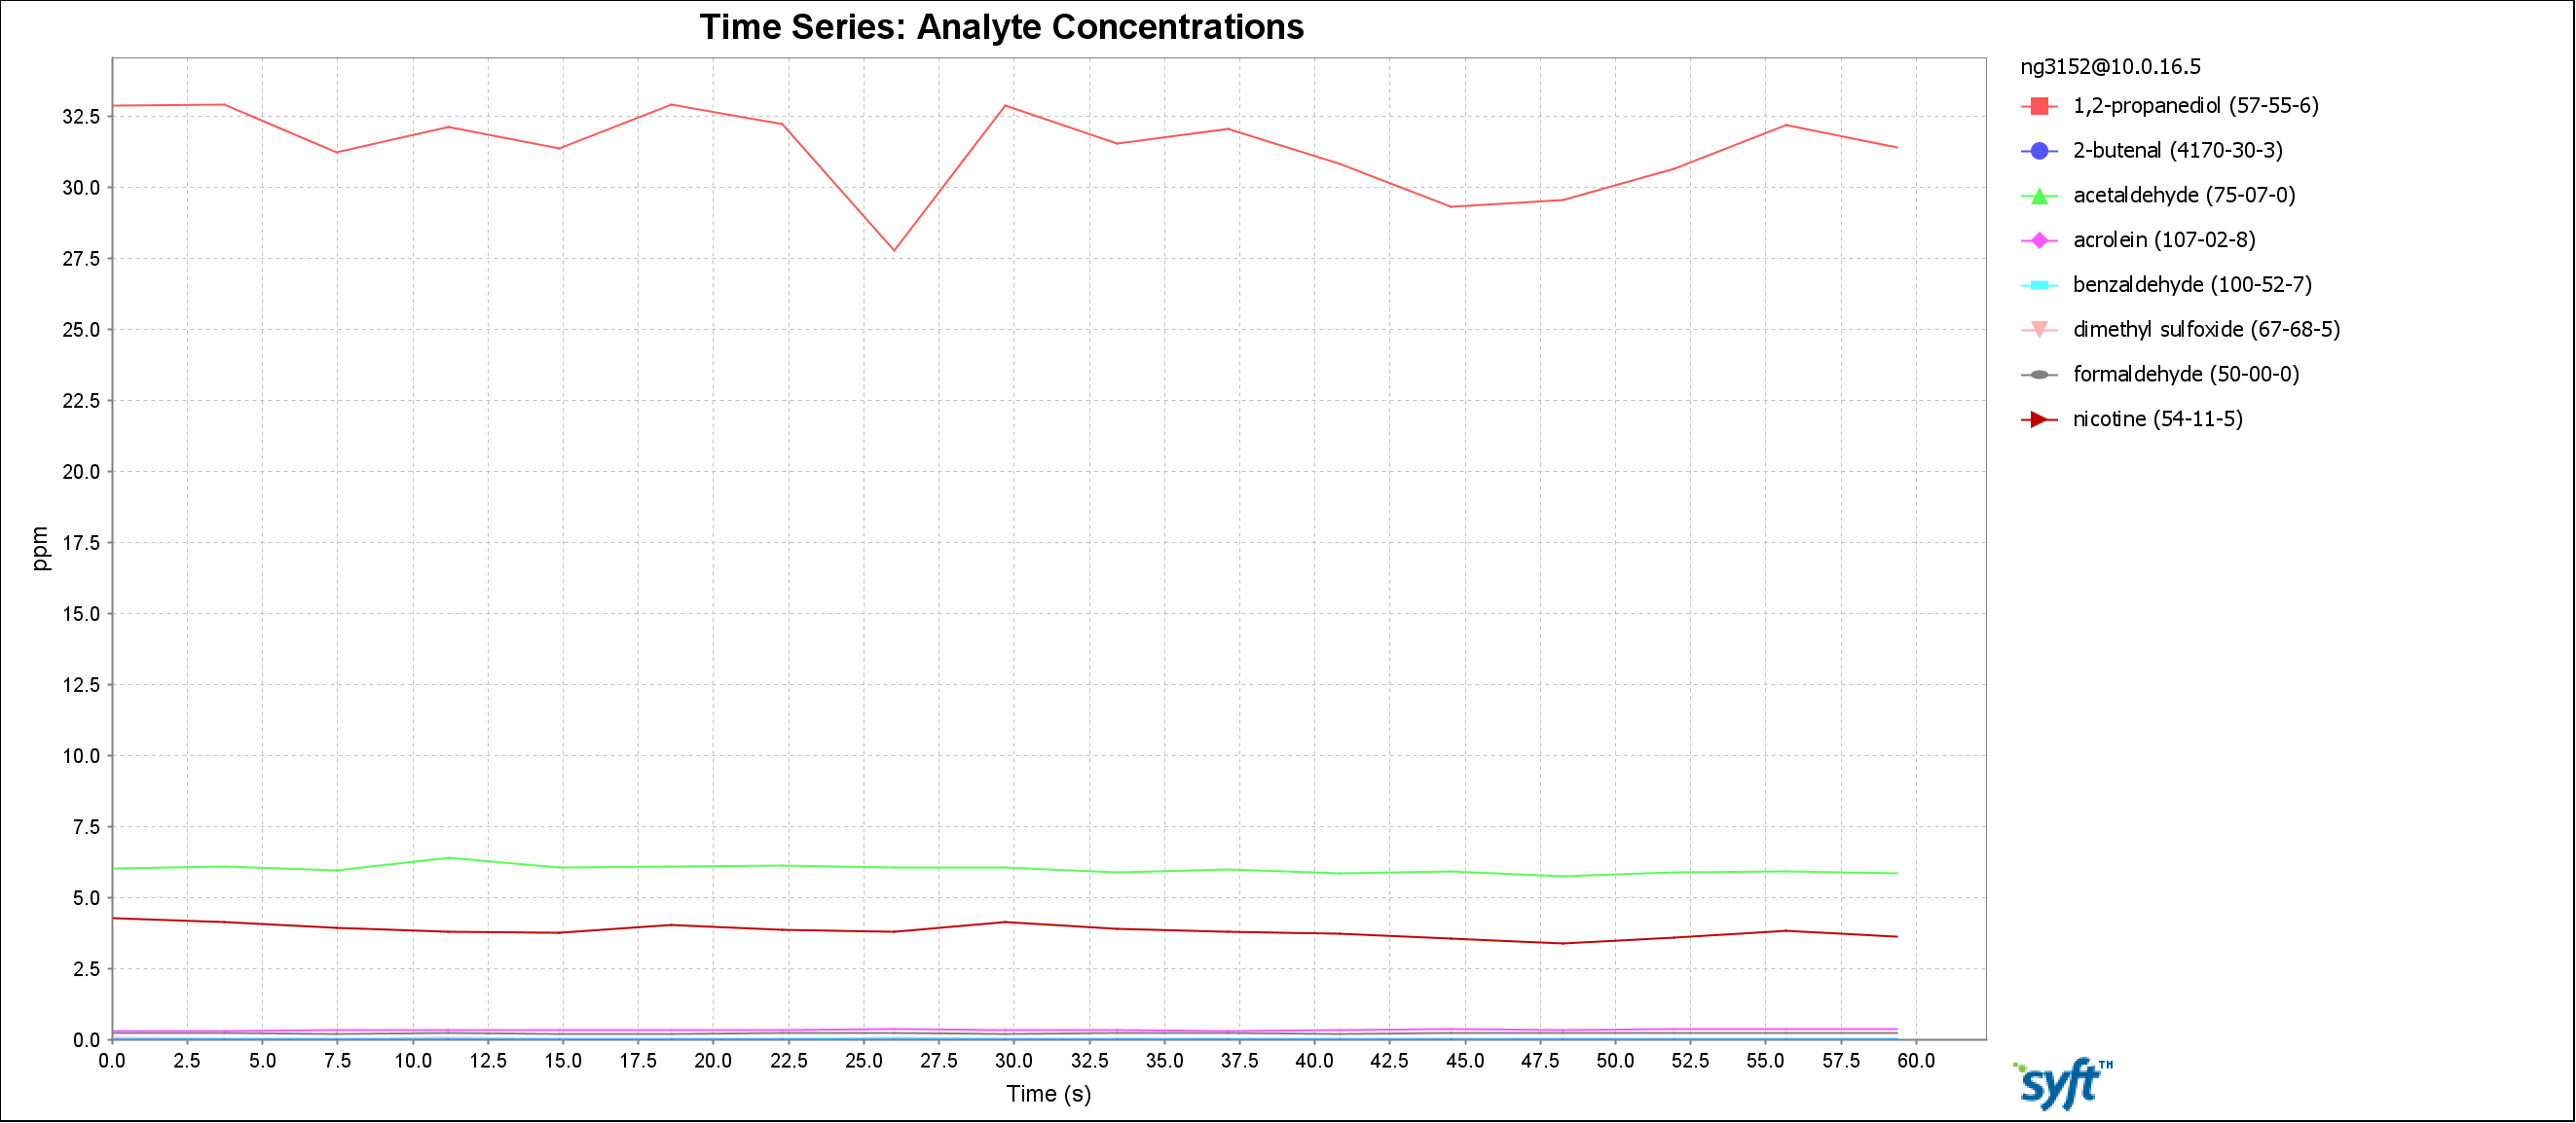 Time Series: Analyte Concentrations
ng3152@10.0.16.5
1,2-propanediol (57-55-6)
2-butenal (4170-30-3)
acetaldehyde (75-07-0)
acrolein (107-02-8)
benzaldehyde (100-52-7)
dimethyl sulfoxide (67-68-5)
formaldehyde (50-00-0)
nicotine (54-11-5)
ppm
32.5
30.0
27.5
25.0
22.5
20.0
17.5
15.0
12.5
10.0
7.5
5.0
2.5
0.0
0.0 2.5 5.0 7.5 10.0 12.5 15.0 17.5 20.0 22.5 25.0 27.5 30.0 32.5 35.0 37.5 40.0 42.5 45.0 47.5 50.0 52.5 55.0 57.5 60.0
Time (s)
syft™